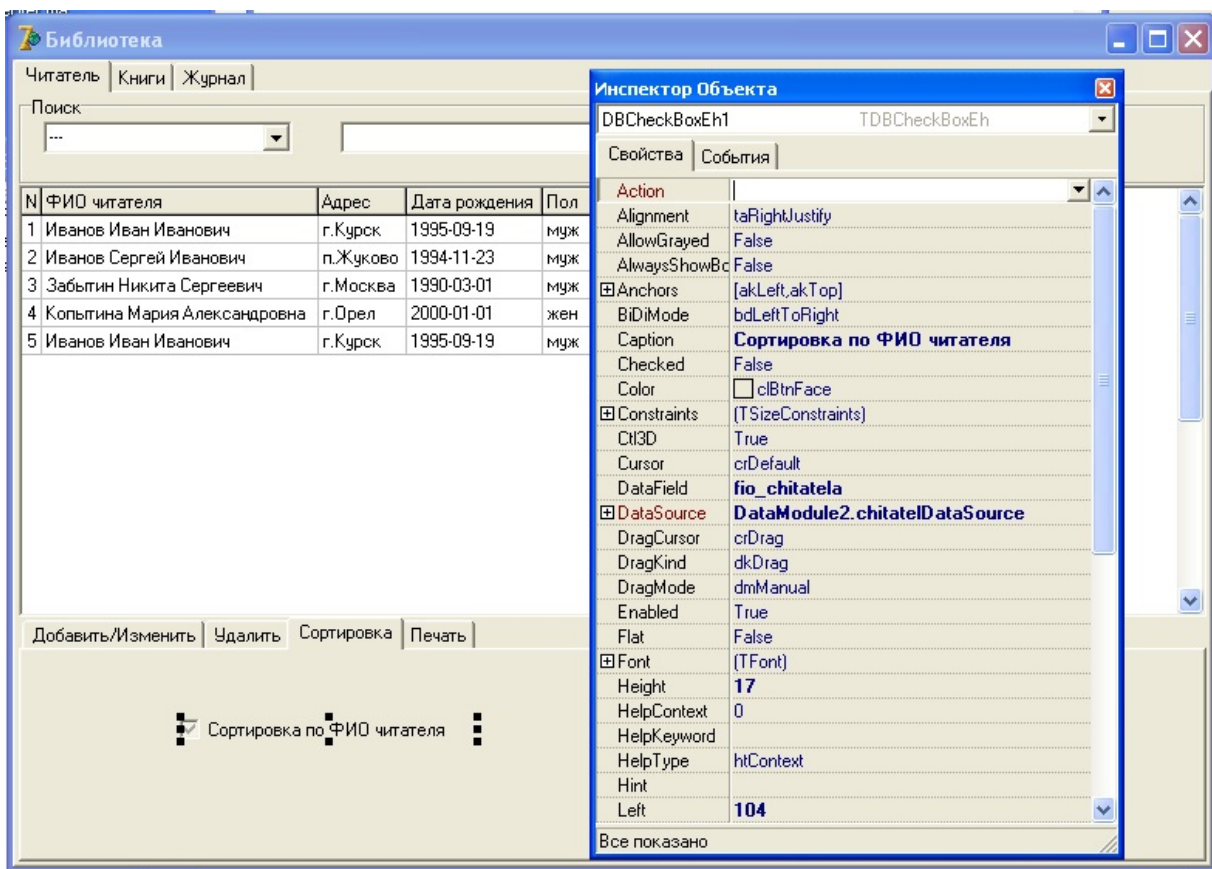 Библиотека
Читатель Книги Журнал
Поиск
---
N ФИО читателя Адрес Дата рождения Пол
1 Иванов Иван Иванович г.Курск 1995-09-19 муж
2 Иванов Сергей Иванович п.Жуково 1994-11-23 муж
3 Забытин Никита Сергеевич г.Москва 1990-03-01 муж
4 Копытина Мария Александровна г.Орел 2000-01-01 жен
5 Иванов Иван Иванович г.Курск 1995-09-19 муж
Добавить/Изменить Удалить Сортировка Печать
Сортировка по ФИО читателя
Инспектор Объекта
DBCheckBoxEh1 TDBCheckBoxEh
Свойства События
Action
Alignment taRightJustify
AllowGrayed False
AlwaysShowBo False
Anchors [akLeft,akTop]
BiDiMode bdLeftToRight
Caption Сортировка по ФИО читателя
Checked False
Color clBtnFace
Constraints (TSizeConstraints)
Ctl3D True
Cursor crDefault
DataField fio_chitatela
DataSource DataModule2.chitatelDataSource
DragCursor crDrag
DragKind dkDrag
DragMode dmManual
Enabled True
Flat False
Font (TFont)
Height 17
HelpContext 0
HelpKeyword
HelpType htContext
Hint
Left 104
Все показано